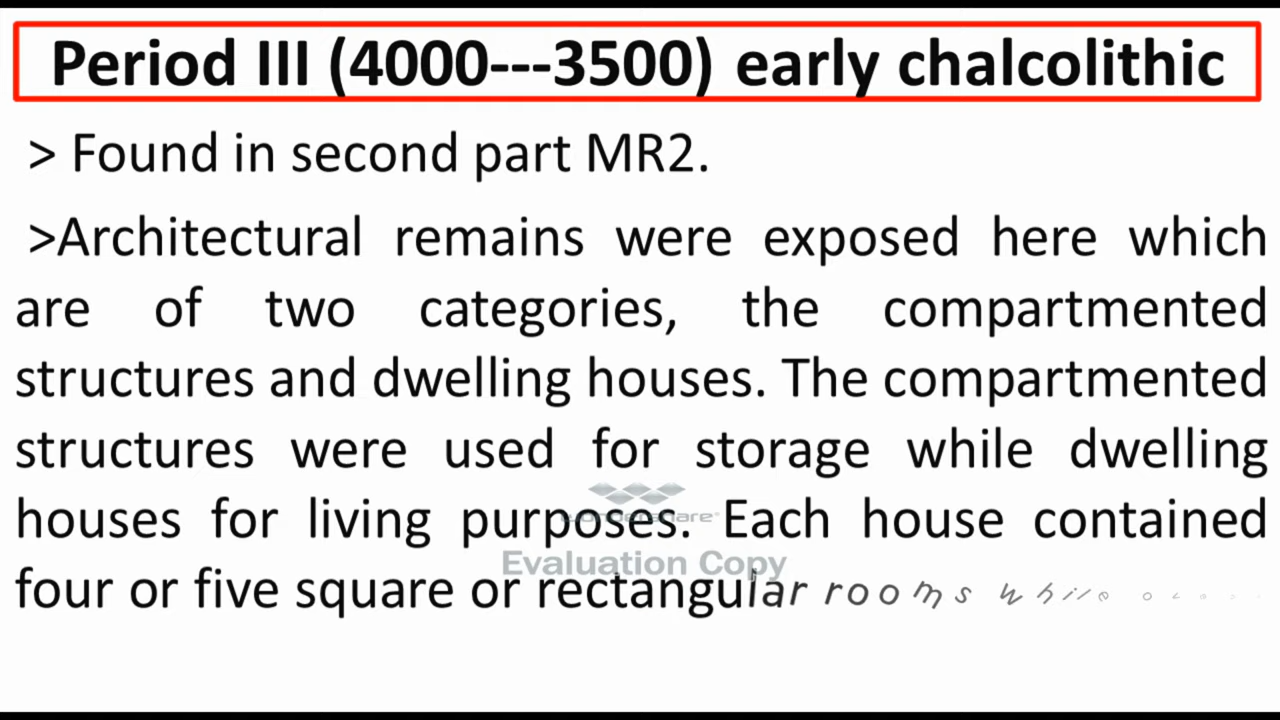 Period III (4000---3500) early chalcolithic
> Found in second part MR2.
>Architectural remains were exposed here which
are of two categories, the compartmented
structures and dwelling houses. The compartmented
structures were used for storage while dwelling
houses for living purposes. Each house contained
four or five square or rectangular rooms while
wondershare
Evaluation Copy